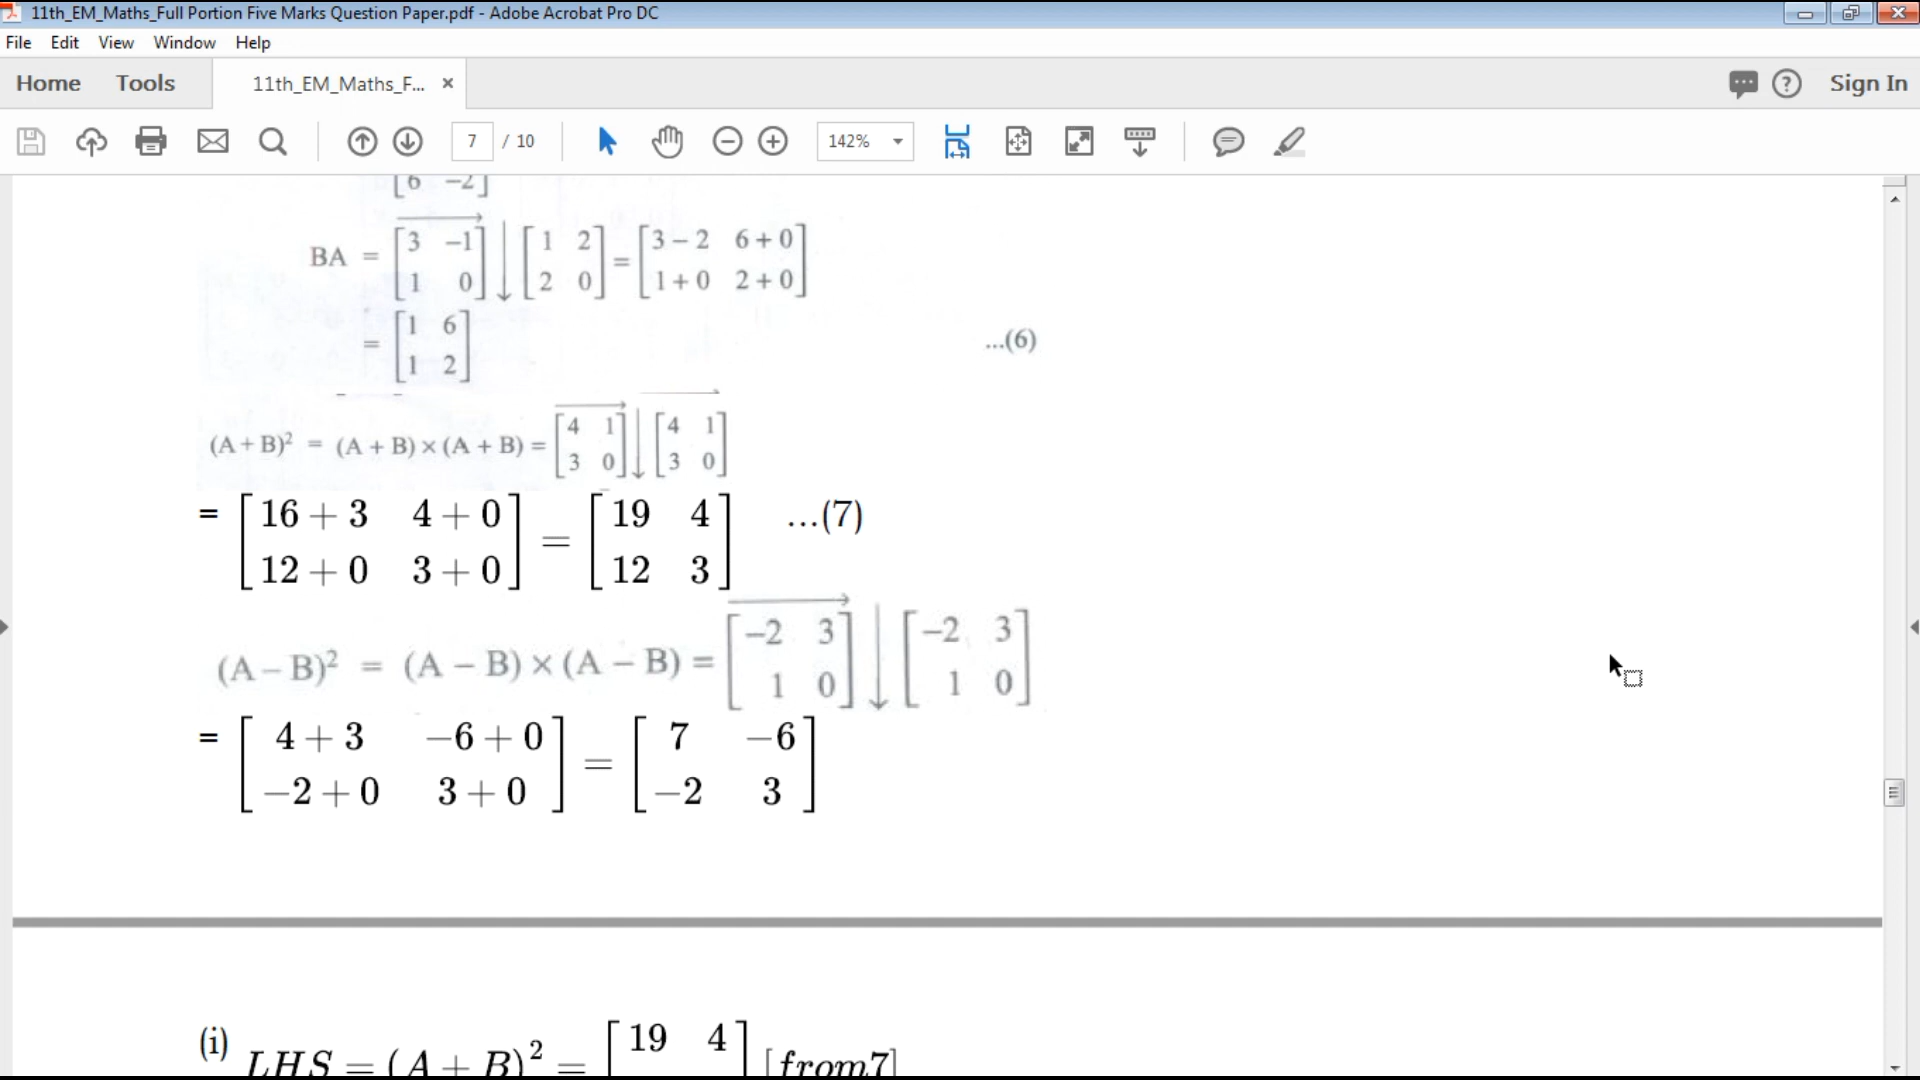 11th_EM_Maths_Full Portion Five Marks Question Paper.pdf - Adobe Acrobat Pro DC
File Edit View Window Help
Home Tools 11th_EM_Maths_F... × Sign In
7 / 10 142%
[6 −2]
BA = [3 −1; 1 0] ↓ [1 2; 2 0] = [3 − 2 6 + 0; 1 + 0 2 + 0]
= [1 6; 1 2] ...(6)
(A + B)² = (A + B) × (A + B) = [4 1; 3 0] ↓ [4 1; 3 0]
= [16 + 3 4 + 0; 12 + 0 3 + 0] = [19 4; 12 3] ...(7)
(A − B)² = (A − B) × (A − B) = [−2 3; 1 0] ↓ [−2 3; 1 0]
= [4 + 3 −6 + 0; −2 + 0 3 + 0] = [7 −6; −2 3]
(i) LHS = (A + B)² = [19 4 [from7]